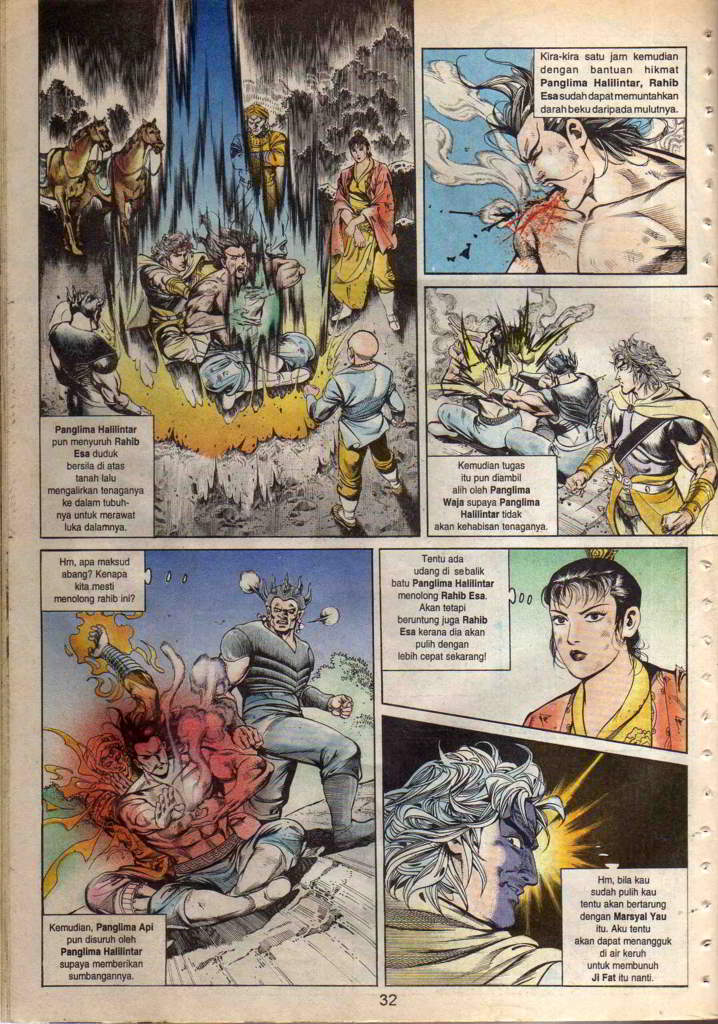 Panglima Halilintar
pun menyuruh Rahib
Esa duduk
bersila di atas
tanah lalu
mengalirkan tenaganya
ke dalam tubuh-
nya untuk merawat
luka dalamnya.
Kira-kira satu jam kemudian
dengan bantuan hikmat
Panglima Halilintar, Rahib
Esa sudah dapat memuntahkan
darah beku daripada mulutnya.
Kemudian tugas
itu pun diambil
alih oleh Panglima
Waja supaya Panglima
Halilintar tidak
akan kehabisan tenaganya.
Hm, apa maksud
abang? Kenapa
kita mesti
menolong rahib ini?
Kemudian, Panglima Api
pun disuruh oleh
Panglima Halilintar
supaya memberikan
sumbangannya.
Tentu ada
udang di sebalik
batu Panglima Halilintar
menolong Rahib Esa.
Akan tetapi
beruntung juga Rahib
Esa kerana dia akan
pulih dengan
lebih cepat sekarang!
Hm, bila kau
sudah pulih kau
tentu akan bertarung
dengan Marsyal Yau
itu. Aku tentu
akan dapat menangguk
di air keruh
untuk membunuh
Ji Fat itu nanti.
32